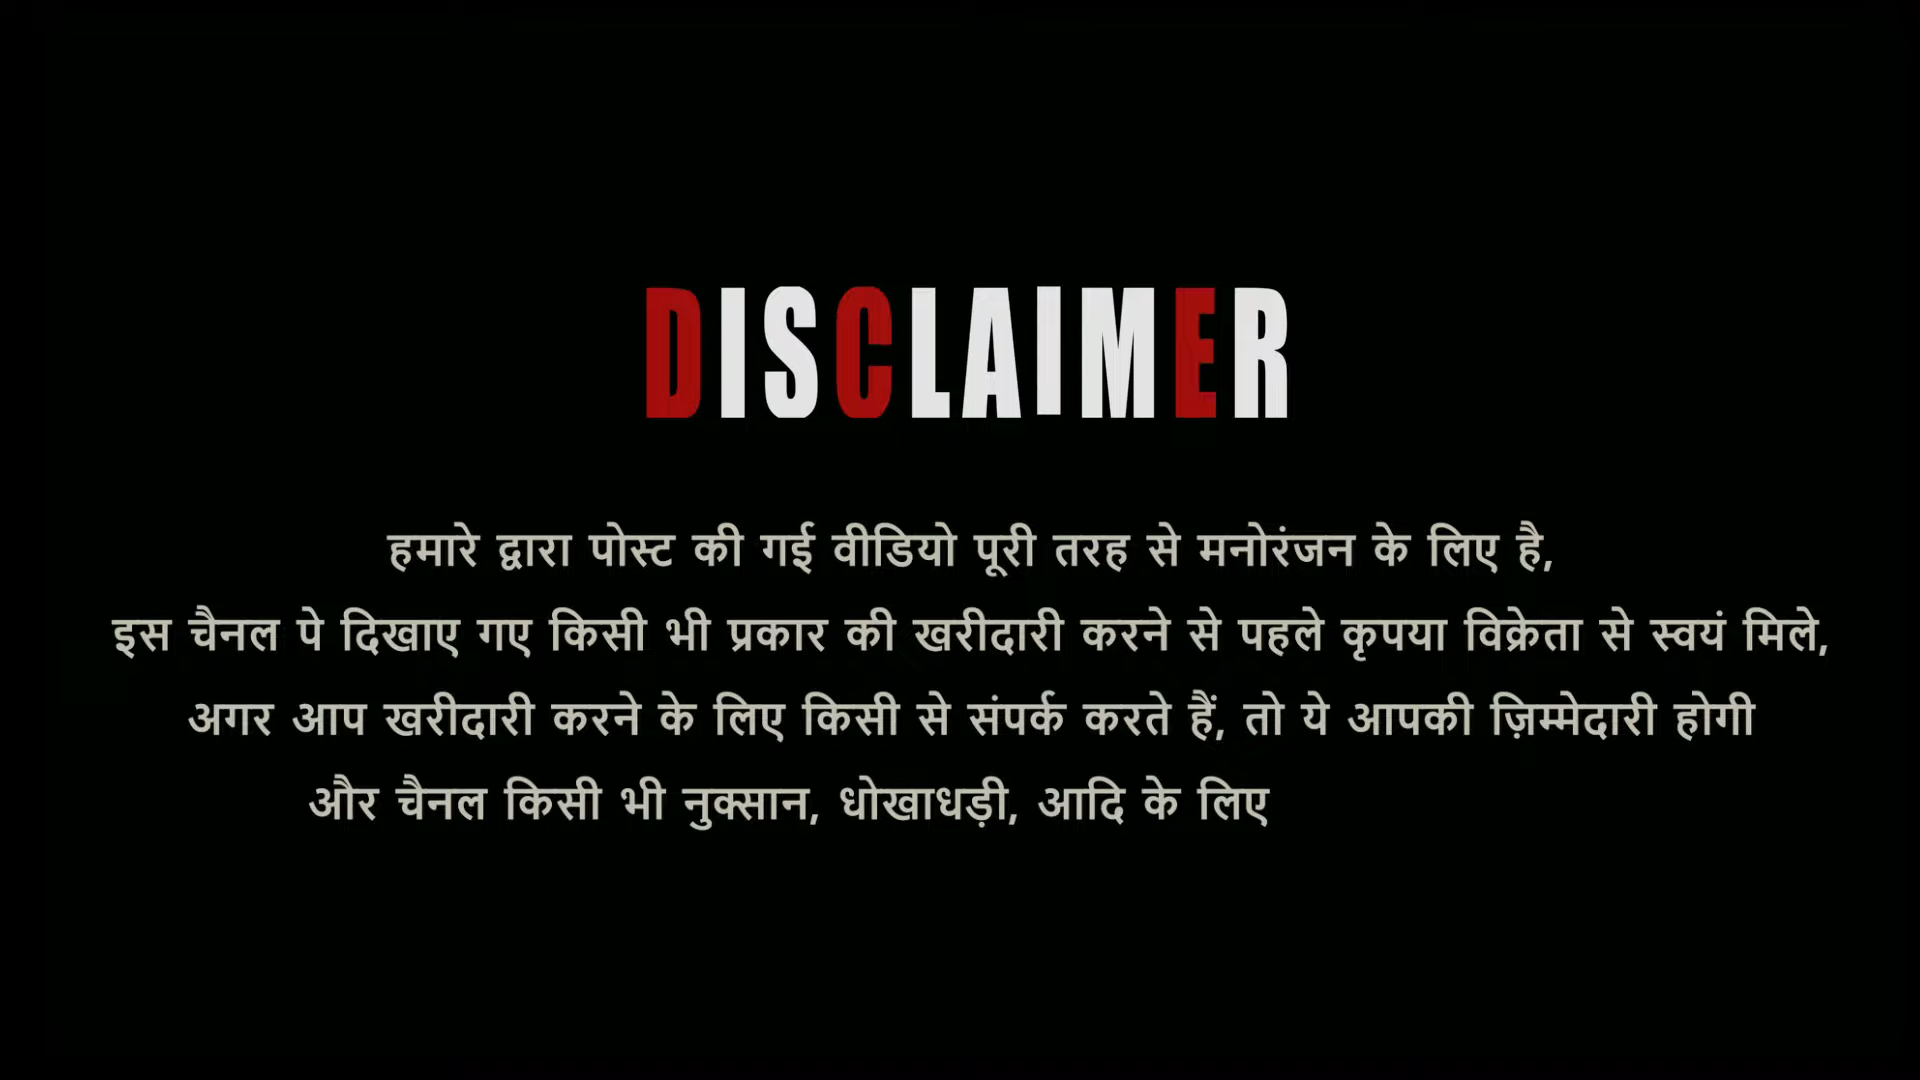 DISCLAIMER
हमारे द्वारा पोस्ट की गई वीडियो पूरी तरह से मनोरंजन के लिए है,
इस चैनल पे दिखाए गए किसी भी प्रकार की खरीदारी करने से पहले कृपया विक्रेता से स्वयं मिले,
अगर आप खरीदारी करने के लिए किसी से संपर्क करते हैं, तो ये आपकी ज़िम्मेदारी होगी
और चैनल किसी भी नुक्सान, धोखाधड़ी, आदि के लिए